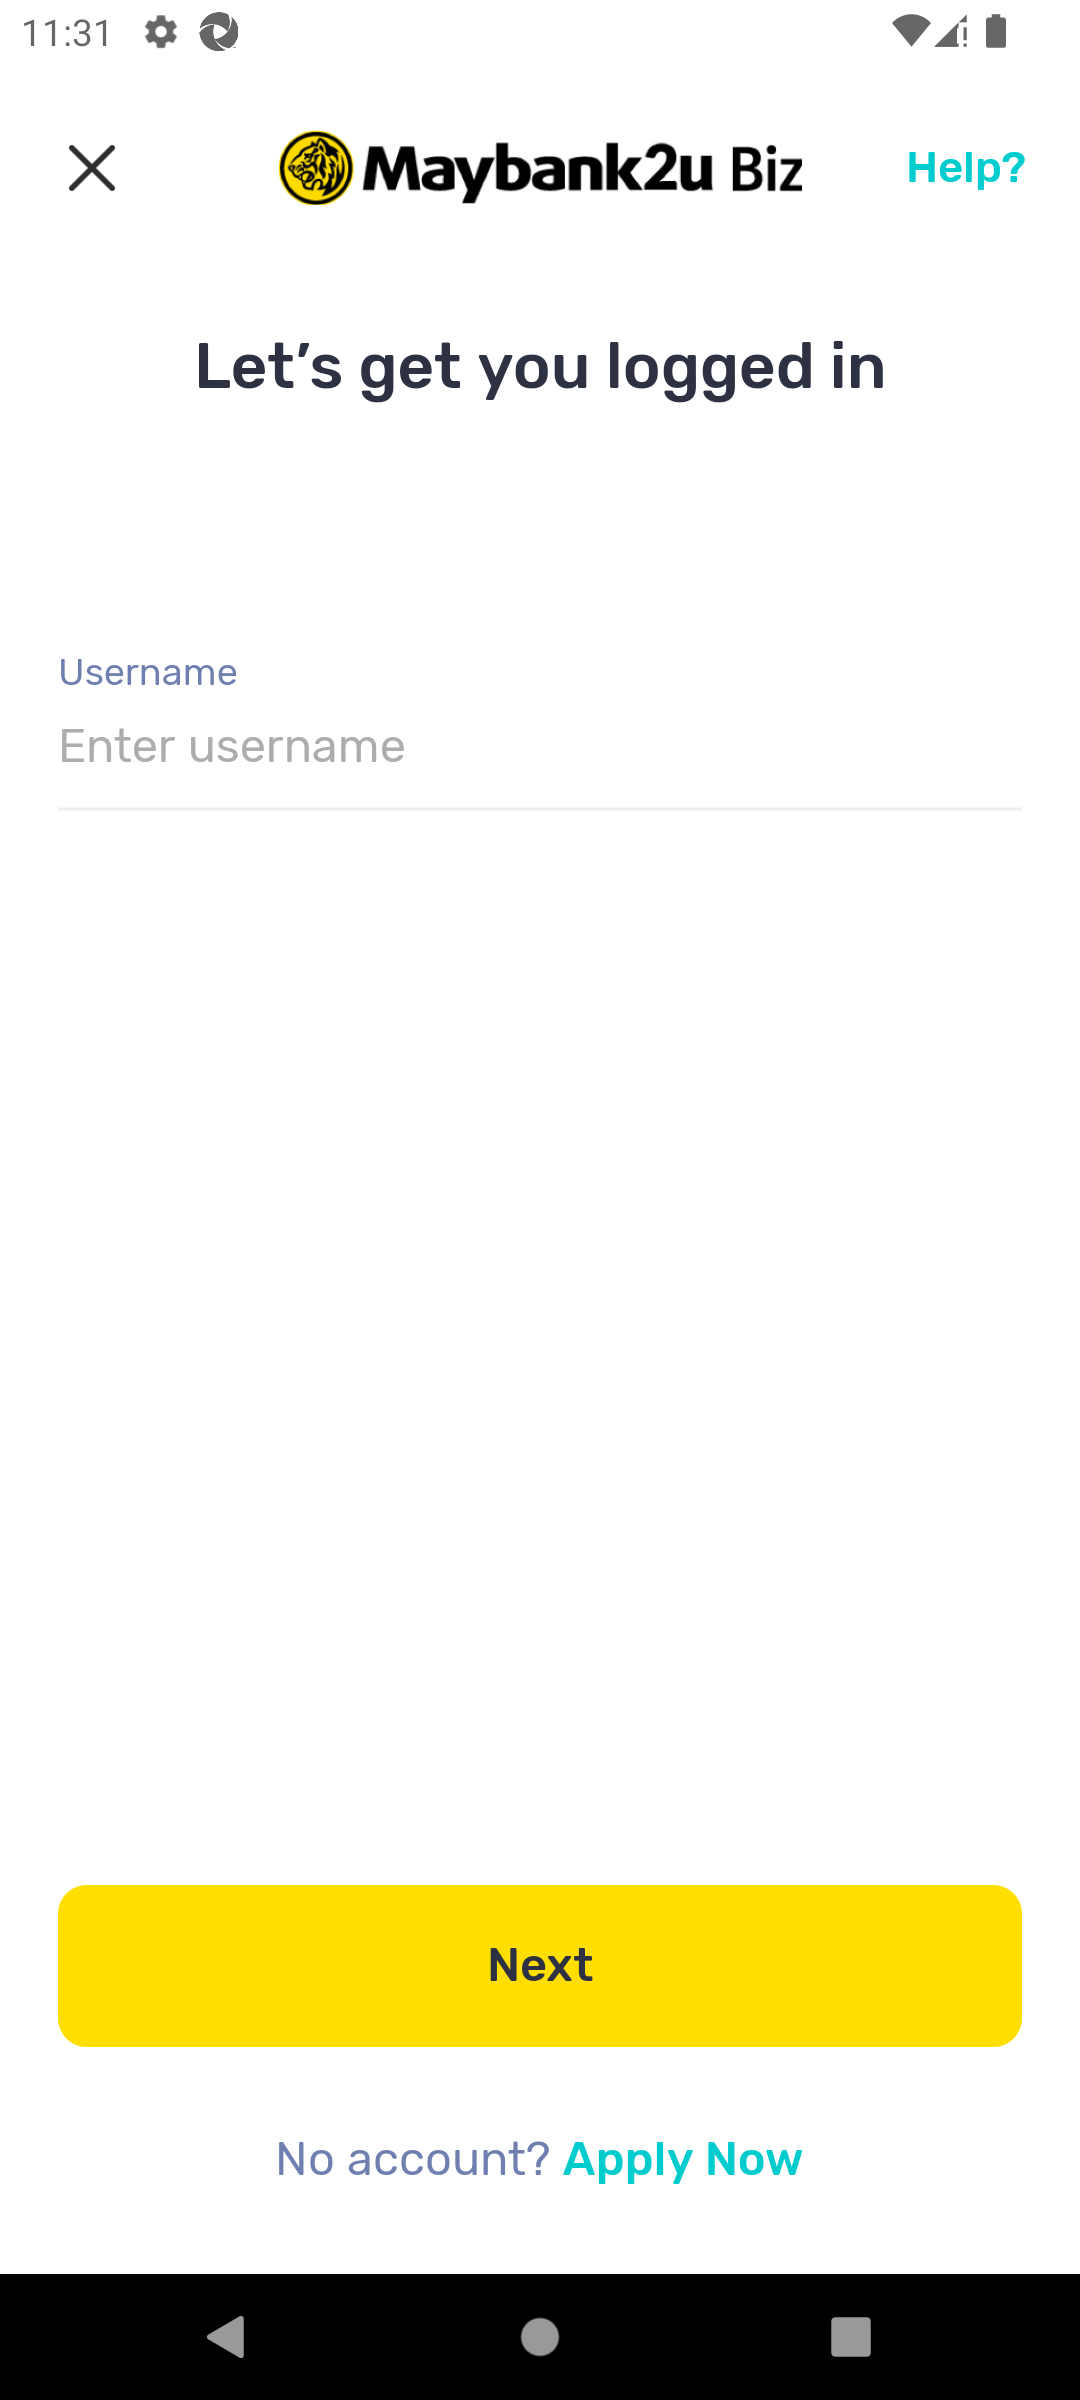 11:31
Maybank2u Biz
Help?
Let's get you logged in
Username
Enter username
Next
No account? Apply Now